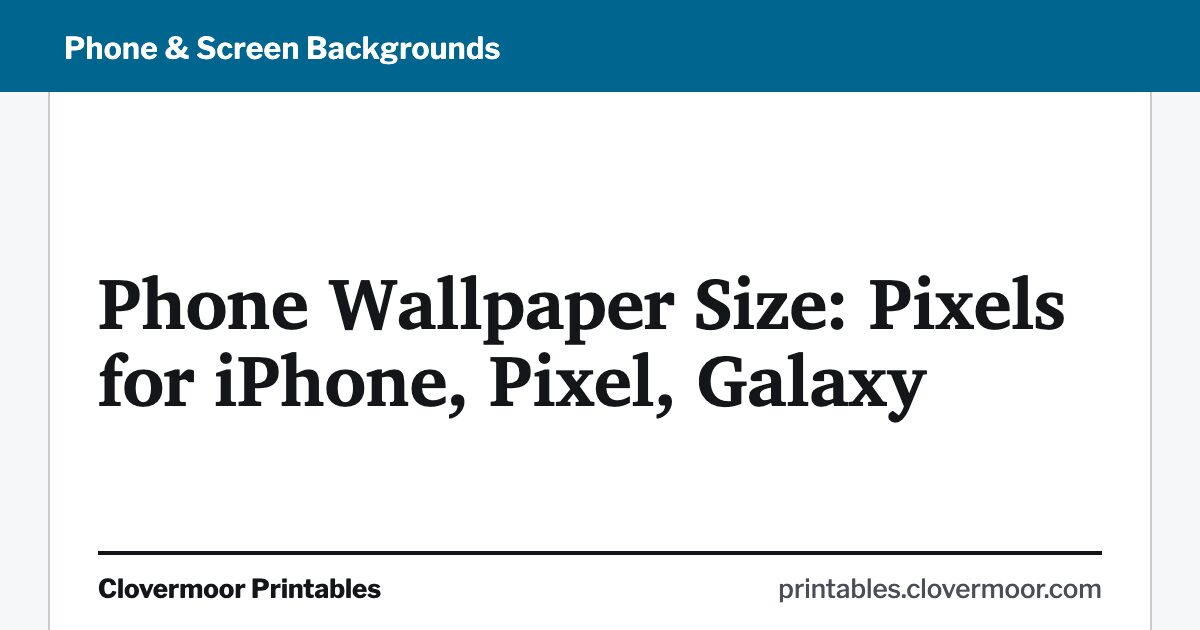 Phone & Screen Backgrounds
Phone Wallpaper Size: Pixels
for iPhone, Pixel, Galaxy
Clovermoor Printables
printables.clovermoor.com